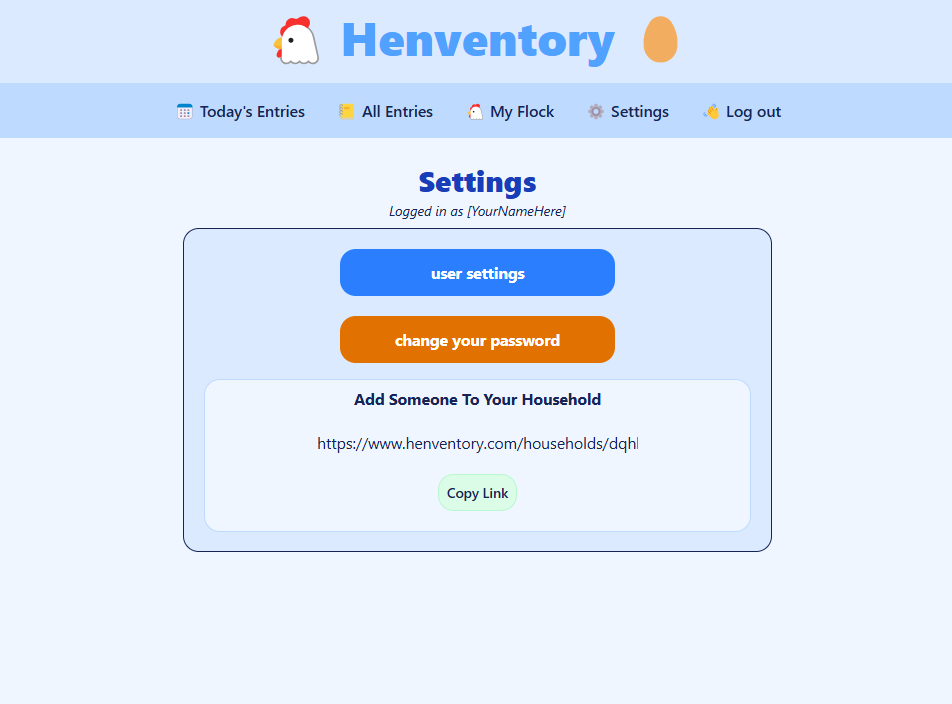 Henventory
Today's Entries All Entries My Flock Settings Log out
Settings
Logged in as [YourNameHere]
user settings
change your password
Add Someone To Your Household
https://www.henventory.com/households/dqh
Copy Link